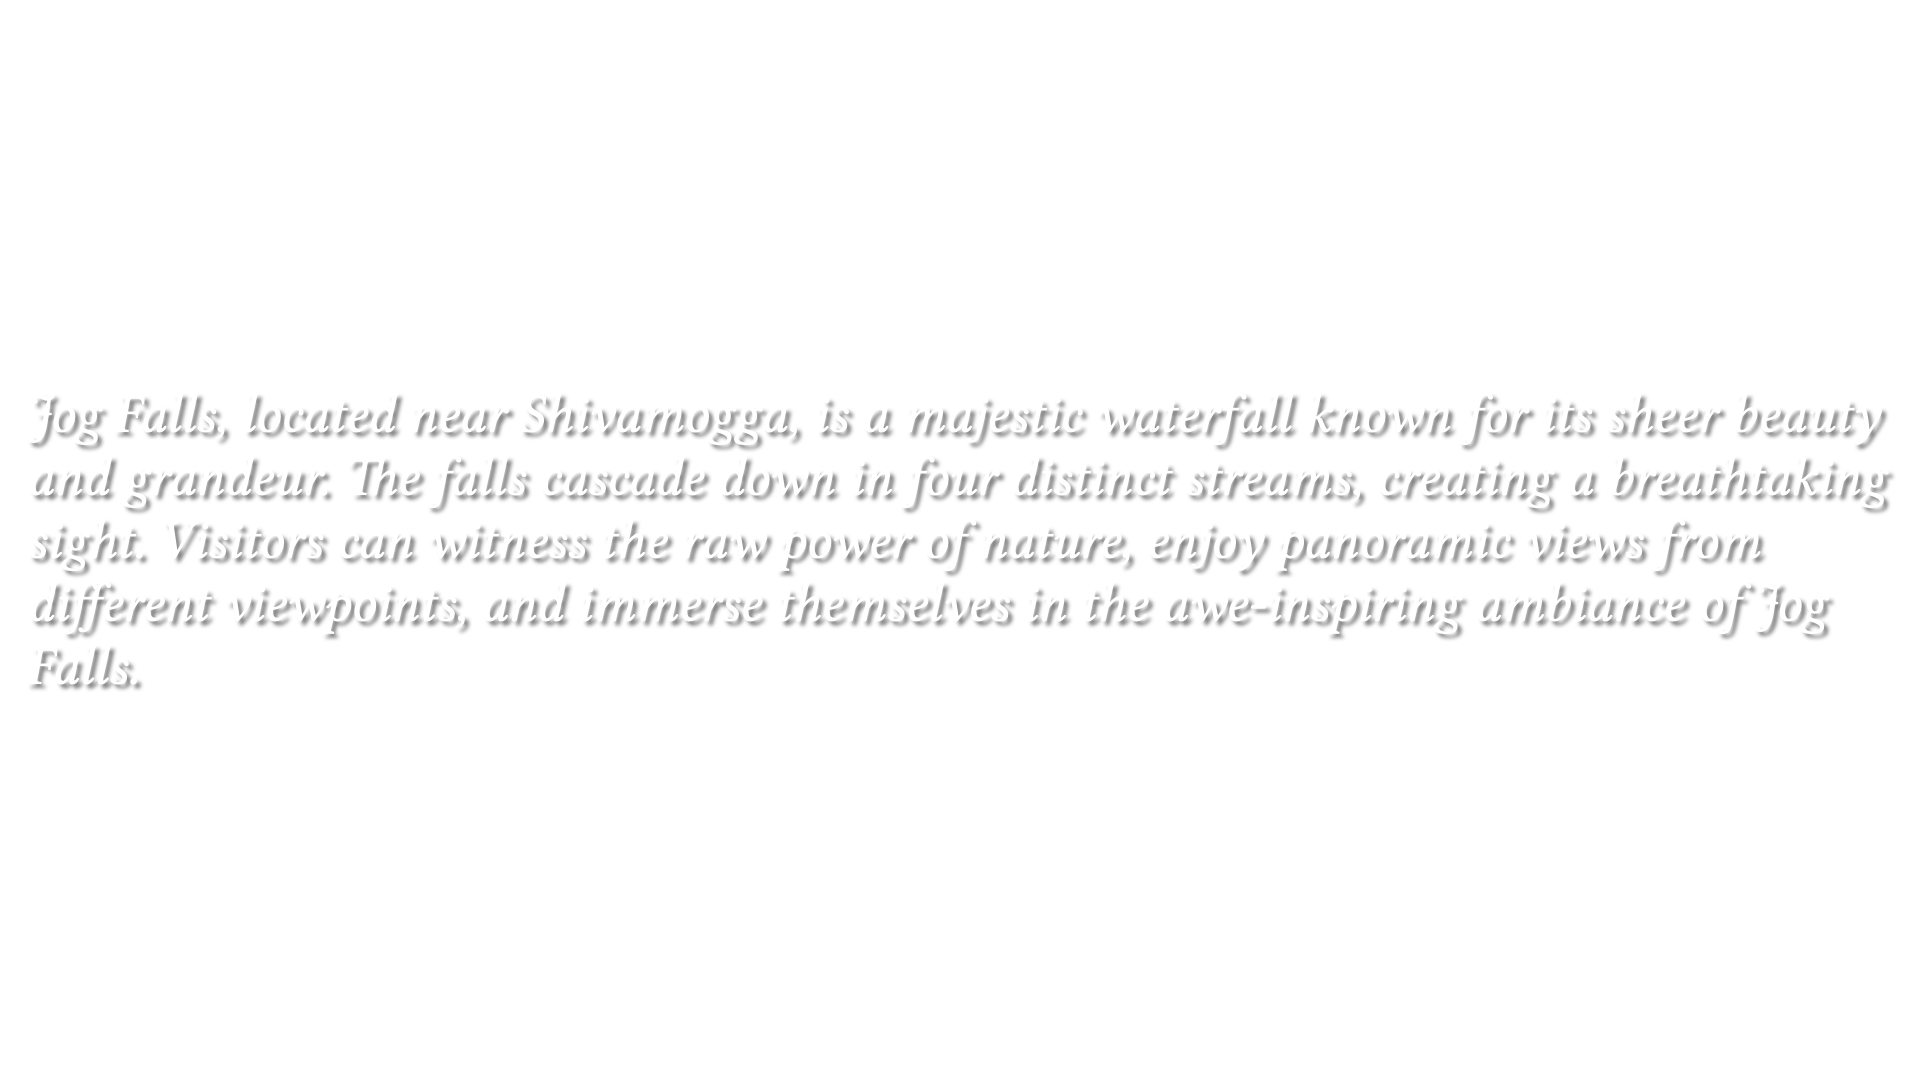 Jog Falls, located near Shivamogga, is a majestic waterfall known for its sheer beauty
and grandeur. The falls cascade down in four distinct streams, creating a breathtaking
sight. Visitors can witness the raw power of nature, enjoy panoramic views from
different viewpoints, and immerse themselves in the awe-inspiring ambiance of Jog
Falls.